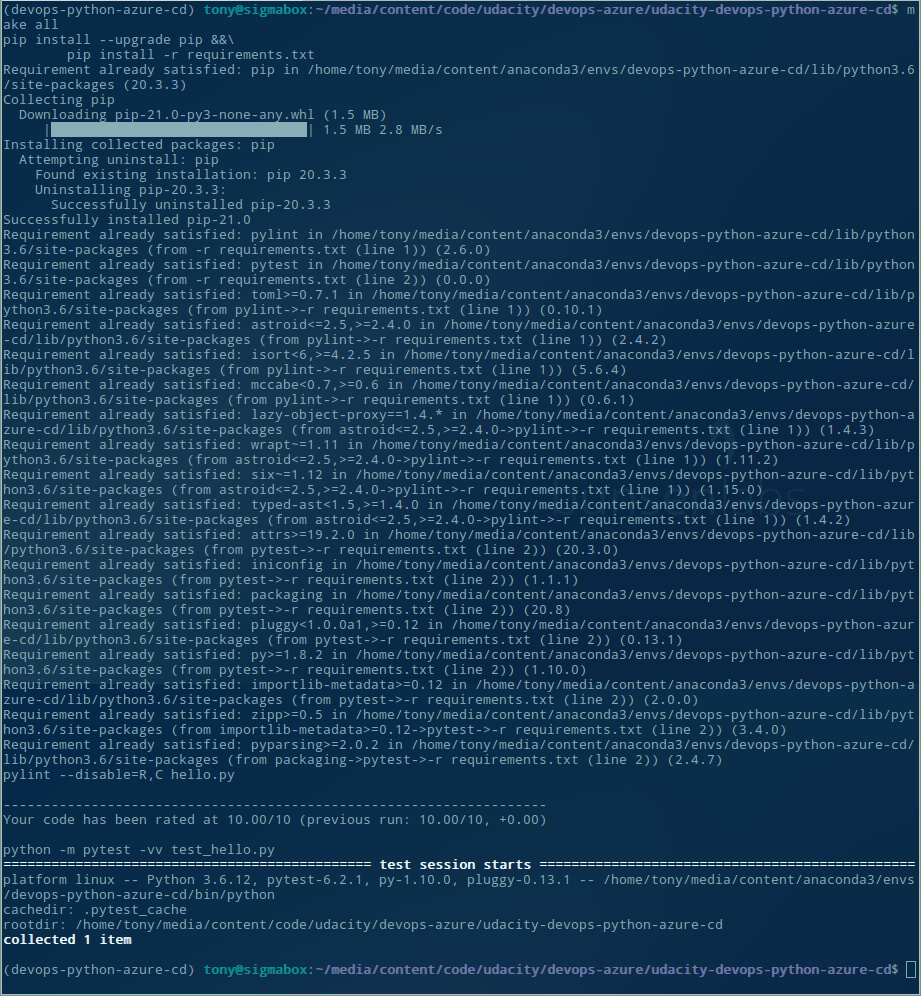 (devops-python-azure-cd) tony@sigmabox:~/media/content/code/udacity/devops-azure/udacity-devops-python-azure-cd$ m
ake all
pip install --upgrade pip &&\
        pip install -r requirements.txt
Requirement already satisfied: pip in /home/tony/media/content/anaconda3/envs/devops-python-azure-cd/lib/python3.6
/site-packages (20.3.3)
Collecting pip
  Downloading pip-21.0-py3-none-any.whl (1.5 MB)
     |████████████████████████████████| 1.5 MB 2.8 MB/s
Installing collected packages: pip
  Attempting uninstall: pip
    Found existing installation: pip 20.3.3
    Uninstalling pip-20.3.3:
      Successfully uninstalled pip-20.3.3
Successfully installed pip-21.0
Requirement already satisfied: pylint in /home/tony/media/content/anaconda3/envs/devops-python-azure-cd/lib/python
3.6/site-packages (from -r requirements.txt (line 1)) (2.6.0)
Requirement already satisfied: pytest in /home/tony/media/content/anaconda3/envs/devops-python-azure-cd/lib/python
3.6/site-packages (from -r requirements.txt (line 2)) (0.0.0)
Requirement already satisfied: toml>=0.7.1 in /home/tony/media/content/anaconda3/envs/devops-python-azure-cd/lib/p
ython3.6/site-packages (from pylint->-r requirements.txt (line 1)) (0.10.1)
Requirement already satisfied: astroid<=2.5,>=2.4.0 in /home/tony/media/content/anaconda3/envs/devops-python-azure
-cd/lib/python3.6/site-packages (from pylint->-r requirements.txt (line 1)) (2.4.2)
Requirement already satisfied: isort<6,>=4.2.5 in /home/tony/media/content/anaconda3/envs/devops-python-azure-cd/l
ib/python3.6/site-packages (from pylint->-r requirements.txt (line 1)) (5.6.4)
Requirement already satisfied: mccabe<0.7,>=0.6 in /home/tony/media/content/anaconda3/envs/devops-python-azure-cd/
lib/python3.6/site-packages (from pylint->-r requirements.txt (line 1)) (0.6.1)
Requirement already satisfied: lazy-object-proxy==1.4.* in /home/tony/media/content/anaconda3/envs/devops-python-a
zure-cd/lib/python3.6/site-packages (from astroid<=2.5,>=2.4.0->pylint->-r requirements.txt (line 1)) (1.4.3)
Requirement already satisfied: wrapt~=1.11 in /home/tony/media/content/anaconda3/envs/devops-python-azure-cd/lib/p
ython3.6/site-packages (from astroid<=2.5,>=2.4.0->pylint->-r requirements.txt (line 1)) (1.11.2)
Requirement already satisfied: six~=1.12 in /home/tony/media/content/anaconda3/envs/devops-python-azure-cd/lib/pyt
hon3.6/site-packages (from astroid<=2.5,>=2.4.0->pylint->-r requirements.txt (line 1)) (1.15.0)
Requirement already satisfied: typed-ast<1.5,>=1.4.0 in /home/tony/media/content/anaconda3/envs/devops-python-azur
e-cd/lib/python3.6/site-packages (from astroid<=2.5,>=2.4.0->pylint->-r requirements.txt (line 1)) (1.4.2)
Requirement already satisfied: attrs>=19.2.0 in /home/tony/media/content/anaconda3/envs/devops-python-azure-cd/lib
/python3.6/site-packages (from pytest->-r requirements.txt (line 2)) (20.3.0)
Requirement already satisfied: iniconfig in /home/tony/media/content/anaconda3/envs/devops-python-azure-cd/lib/pyt
hon3.6/site-packages (from pytest->-r requirements.txt (line 2)) (1.1.1)
Requirement already satisfied: packaging in /home/tony/media/content/anaconda3/envs/devops-python-azure-cd/lib/pyt
hon3.6/site-packages (from pytest->-r requirements.txt (line 2)) (20.8)
Requirement already satisfied: pluggy<1.0.0a1,>=0.12 in /home/tony/media/content/anaconda3/envs/devops-python-azur
e-cd/lib/python3.6/site-packages (from pytest->-r requirements.txt (line 2)) (0.13.1)
Requirement already satisfied: py>=1.8.2 in /home/tony/media/content/anaconda3/envs/devops-python-azure-cd/lib/pyt
hon3.6/site-packages (from pytest->-r requirements.txt (line 2)) (1.10.0)
Requirement already satisfied: importlib-metadata>=0.12 in /home/tony/media/content/anaconda3/envs/devops-python-a
zure-cd/lib/python3.6/site-packages (from pytest->-r requirements.txt (line 2)) (2.0.0)
Requirement already satisfied: zipp>=0.5 in /home/tony/media/content/anaconda3/envs/devops-python-azure-cd/lib/pyt
hon3.6/site-packages (from importlib-metadata>=0.12->pytest->-r requirements.txt (line 2)) (3.4.0)
Requirement already satisfied: pyparsing>=2.0.2 in /home/tony/media/content/anaconda3/envs/devops-python-azure-cd/
lib/python3.6/site-packages (from packaging->pytest->-r requirements.txt (line 2)) (2.4.7)
pylint --disable=R,C hello.py
--------------------------------------------------------------------
Your code has been rated at 10.00/10 (previous run: 10.00/10, +0.00)
python -m pytest -vv test_hello.py
============================================== test session starts ===============================================
platform linux -- Python 3.6.12, pytest-6.2.1, py-1.10.0, pluggy-0.13.1 -- /home/tony/media/content/anaconda3/envs
/devops-python-azure-cd/bin/python
cachedir: .pytest_cache
rootdir: /home/tony/media/content/code/udacity/devops-azure/udacity-devops-python-azure-cd
collected 1 item
(devops-python-azure-cd) tony@sigmabox:~/media/content/code/udacity/devops-azure/udacity-devops-python-azure-cd$